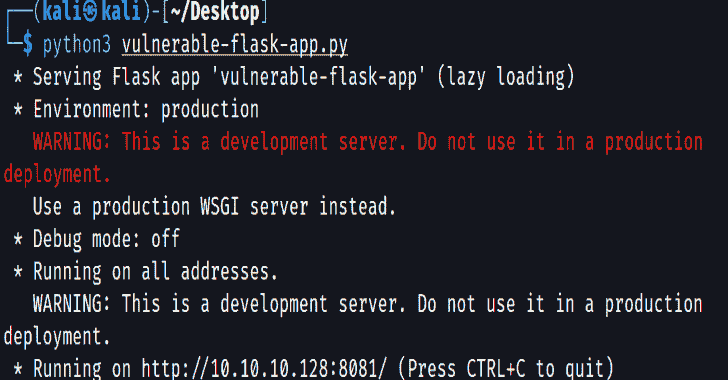 ┌──(kali㉿kali)-[~/Desktop]
└─$ python3 vulnerable-flask-app.py
* Serving Flask app 'vulnerable-flask-app' (lazy loading)
* Environment: production
WARNING: This is a development server. Do not use it in a production
deployment.
Use a production WSGI server instead.
* Debug mode: off
* Running on all addresses.
WARNING: This is a development server. Do not use it in a production
deployment.
* Running on http://10.10.10.128:8081/ (Press CTRL+C to quit)